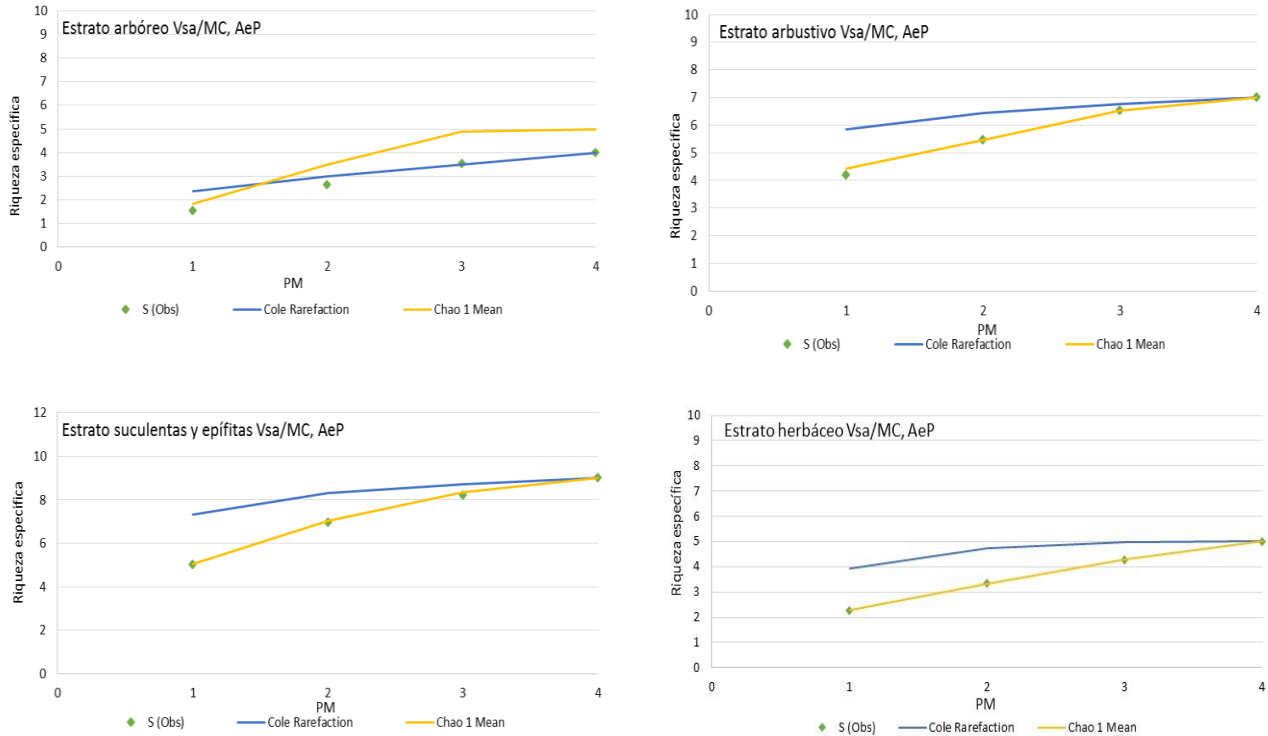 Estrato arbóreo Vsa/MC, AeP
Riqueza específica
10
9
8
7
6
5
4
3
2
1
0
0 1 2 3 4
PM
S (Obs) Cole Rarefaction Chao 1 Mean
Estrato arbustivo Vsa/MC, AeP
Riqueza específica
10
9
8
7
6
5
4
3
2
1
0
0 1 2 3 4
PM
S (Obs) Cole Rarefaction Chao 1 Mean
Estrato suculentas y epífitas Vsa/MC, AeP
Riqueza específica
12
10
8
6
4
2
0
0 1 2 3 4
PM
S (Obs) Cole Rarefaction Chao 1 Mean
Estrato herbáceo Vsa/MC, AeP
Riqueza específica
10
9
8
7
6
5
4
3
2
1
0
0 1 2 3 4
PM
S (Obs) Cole Rarefaction Chao 1 Mean